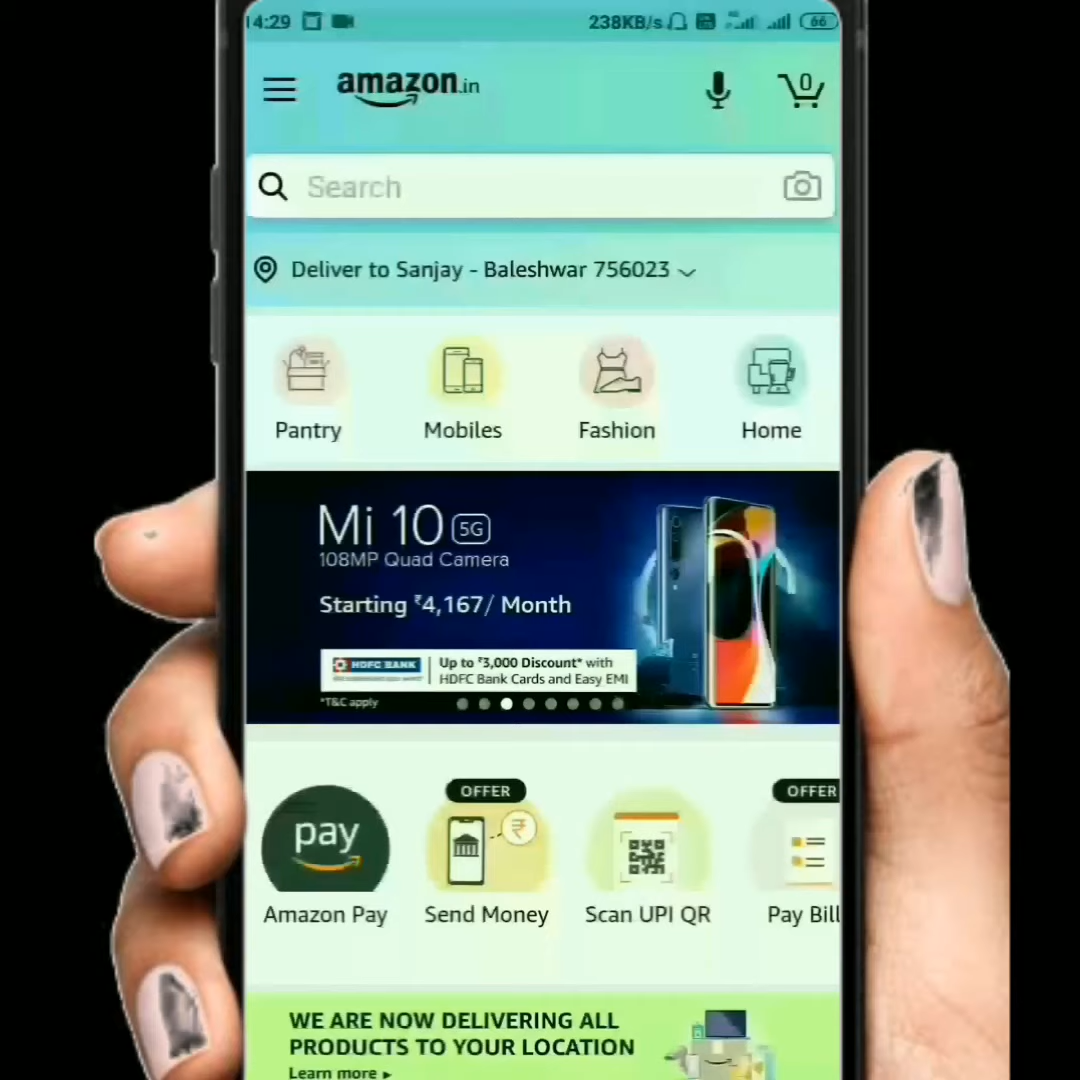 14:29 238KB/s 66
amazon.in 0
Search
Deliver to Sanjay - Baleshwar 756023
Pantry Mobiles Fashion Home
Mi 10 5G
108MP Quad Camera
Starting ₹4,167/ Month
HDFC BANK Up to ₹3,000 Discount* with
HDFC Bank Cards and Easy EMI
*T&C apply
OFFER OFFER
pay
Amazon Pay Send Money Scan UPI QR Pay Bill
WE ARE NOW DELIVERING ALL
PRODUCTS TO YOUR LOCATION
Learn more ▸